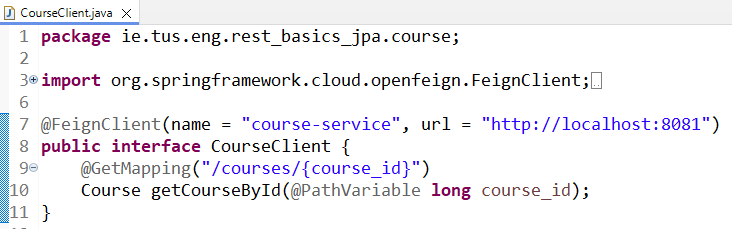 CourseClient.java
1 package ie.tus.eng.rest_basics_jpa.course;
2
3 import org.springframework.cloud.openfeign.FeignClient;
6
7 @FeignClient(name = "course-service", url = "http://localhost:8081")
8 public interface CourseClient {
9 @GetMapping("/courses/{course_id}")
10 Course getCourseById(@PathVariable long course_id);
11 }